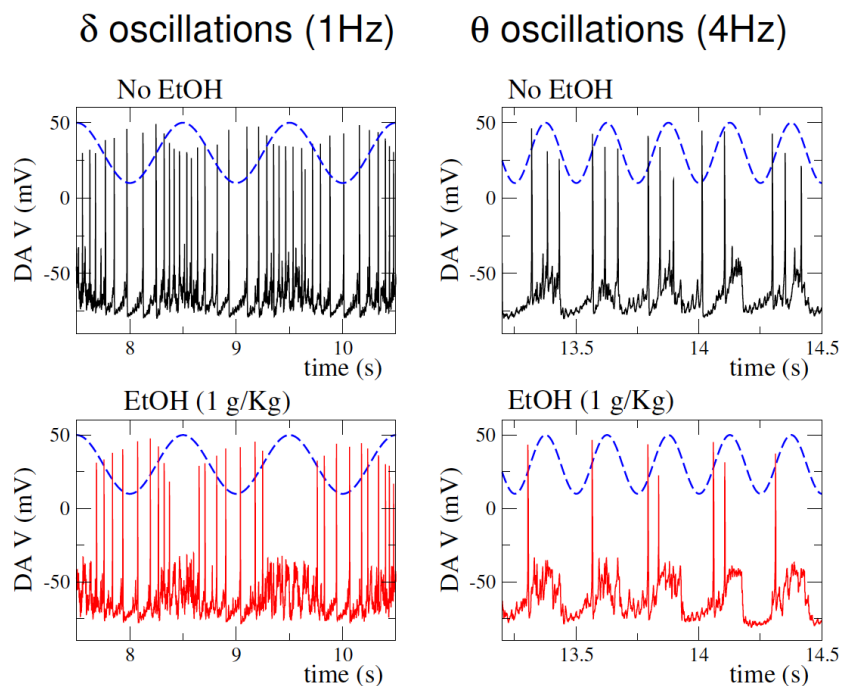 δ oscillations (1Hz)
θ oscillations (4Hz)
No EtOH
50
0
-50
DA V (mV)
8
9
10
time (s)
No EtOH
50
0
-50
DA V (mV)
13.5
14
14.5
time (s)
EtOH (1 g/Kg)
50
0
-50
DA V (mV)
8
9
10
time (s)
EtOH (1 g/Kg)
50
0
-50
DA V (mV)
13.5
14
14.5
time (s)